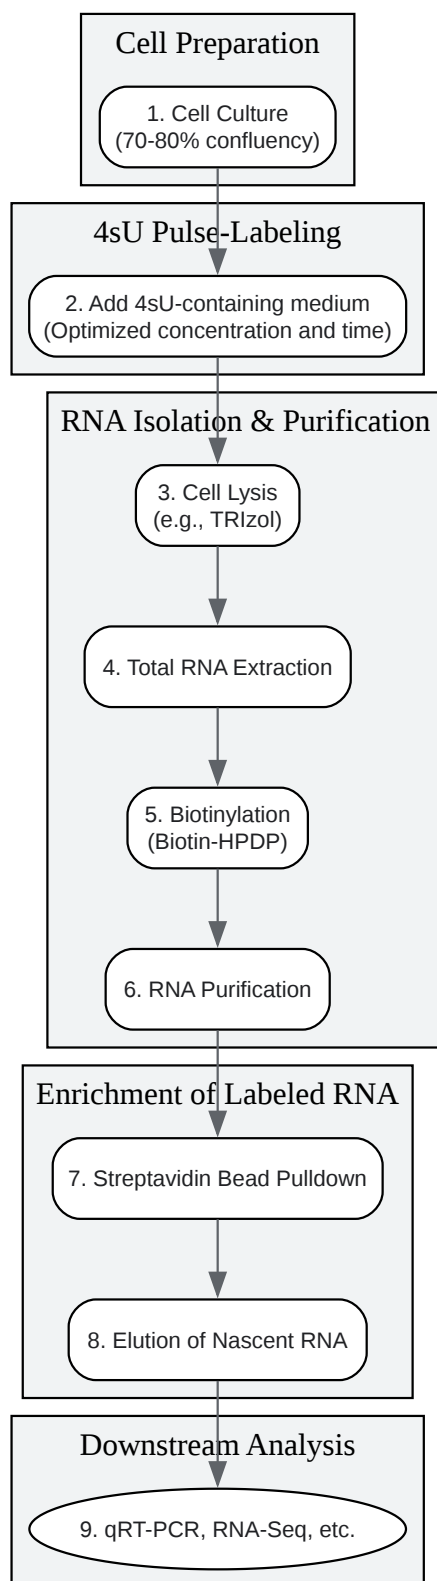 Cell Preparation
1. Cell Culture
(70-80% confluency)
4sU Pulse-Labeling
2. Add 4sU-containing medium
(Optimized concentration and time)
RNA Isolation & Purification
3. Cell Lysis
(e.g., TRIzol)
4. Total RNA Extraction
5. Biotinylation
(Biotin-HPDP)
6. RNA Purification
Enrichment of Labeled RNA
7. Streptavidin Bead Pulldown
8. Elution of Nascent RNA
Downstream Analysis
9. qRT-PCR, RNA-Seq, etc.